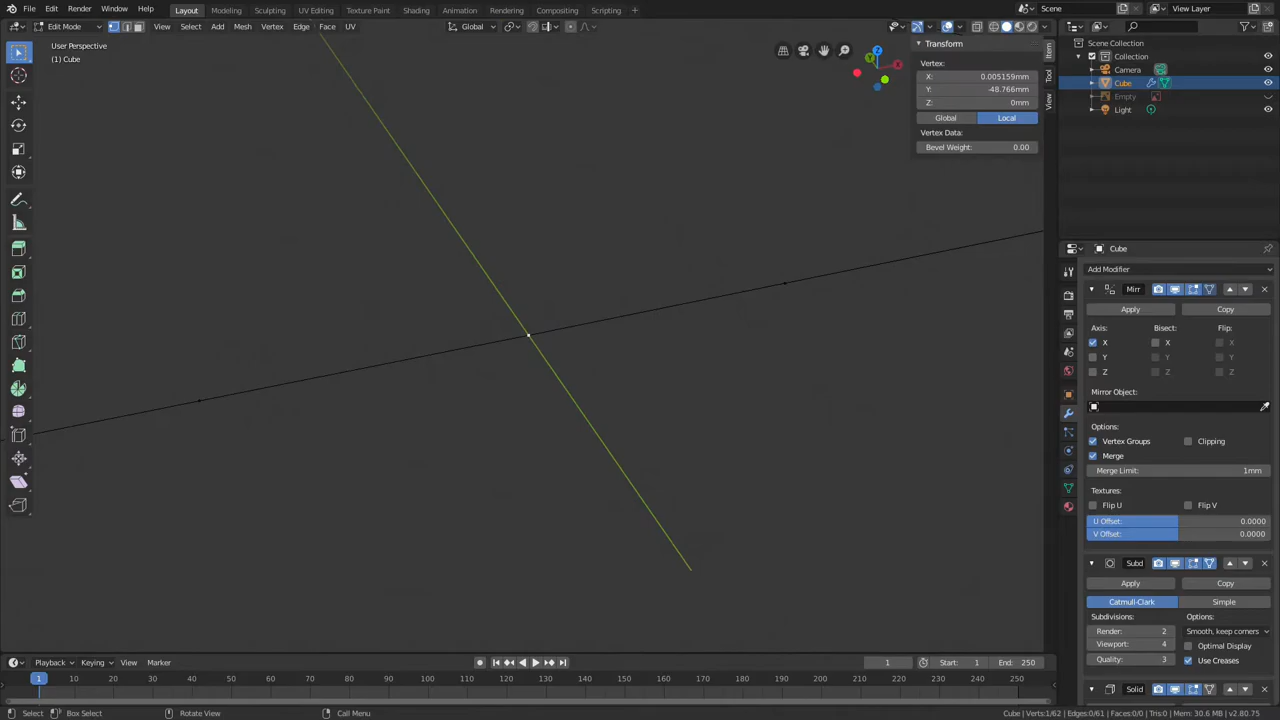 File Edit Render Window Help Layout Modeling Sculpting UV Editing Texture Paint Shading Animation Rendering Compositing Scripting + Scene View Layer
Edit Mode View Select Add Mesh Vertex Edge Face UV Global
User Perspective
(1) Cube
Z
Y
X
Transform
Vertex:
X: 0.005159mm
Y: -48.766mm
Z: 0mm
Global Local
Vertex Data:
Bevel Weight: 0.00
Item
Tool
View
Scene Collection
Collection
Camera
Cube
Empty
Light
Cube
Add Modifier
Mirr
Apply Copy
Axis: Bisect: Flip:
X X X
Y Y Y
Z Z Z
Mirror Object:
Options:
Vertex Groups Clipping
Merge
Merge Limit: 1mm
Textures:
Flip U Flip V
U Offset: 0.0000
V Offset: 0.0000
Subd
Apply Copy
Catmull-Clark Simple
Subdivisions: Options:
Render: 2 Smooth, keep corners
Viewport: 4 Optimal Display
Quality: 3 Use Creases
Solid
Playback Keying View Marker 1 Start: 1 End: 250
1 10 20 30 40 50 60 70 80 90 100 110 120 130 140 150 160 170 180 190 200 210 220 230 240 250
Select Box Select Rotate View Call Menu Cube | Verts:1/62 | Edges:0/61 | Faces:0/0 | Tris:0 | Mem: 30.6 MB | v2.80.75